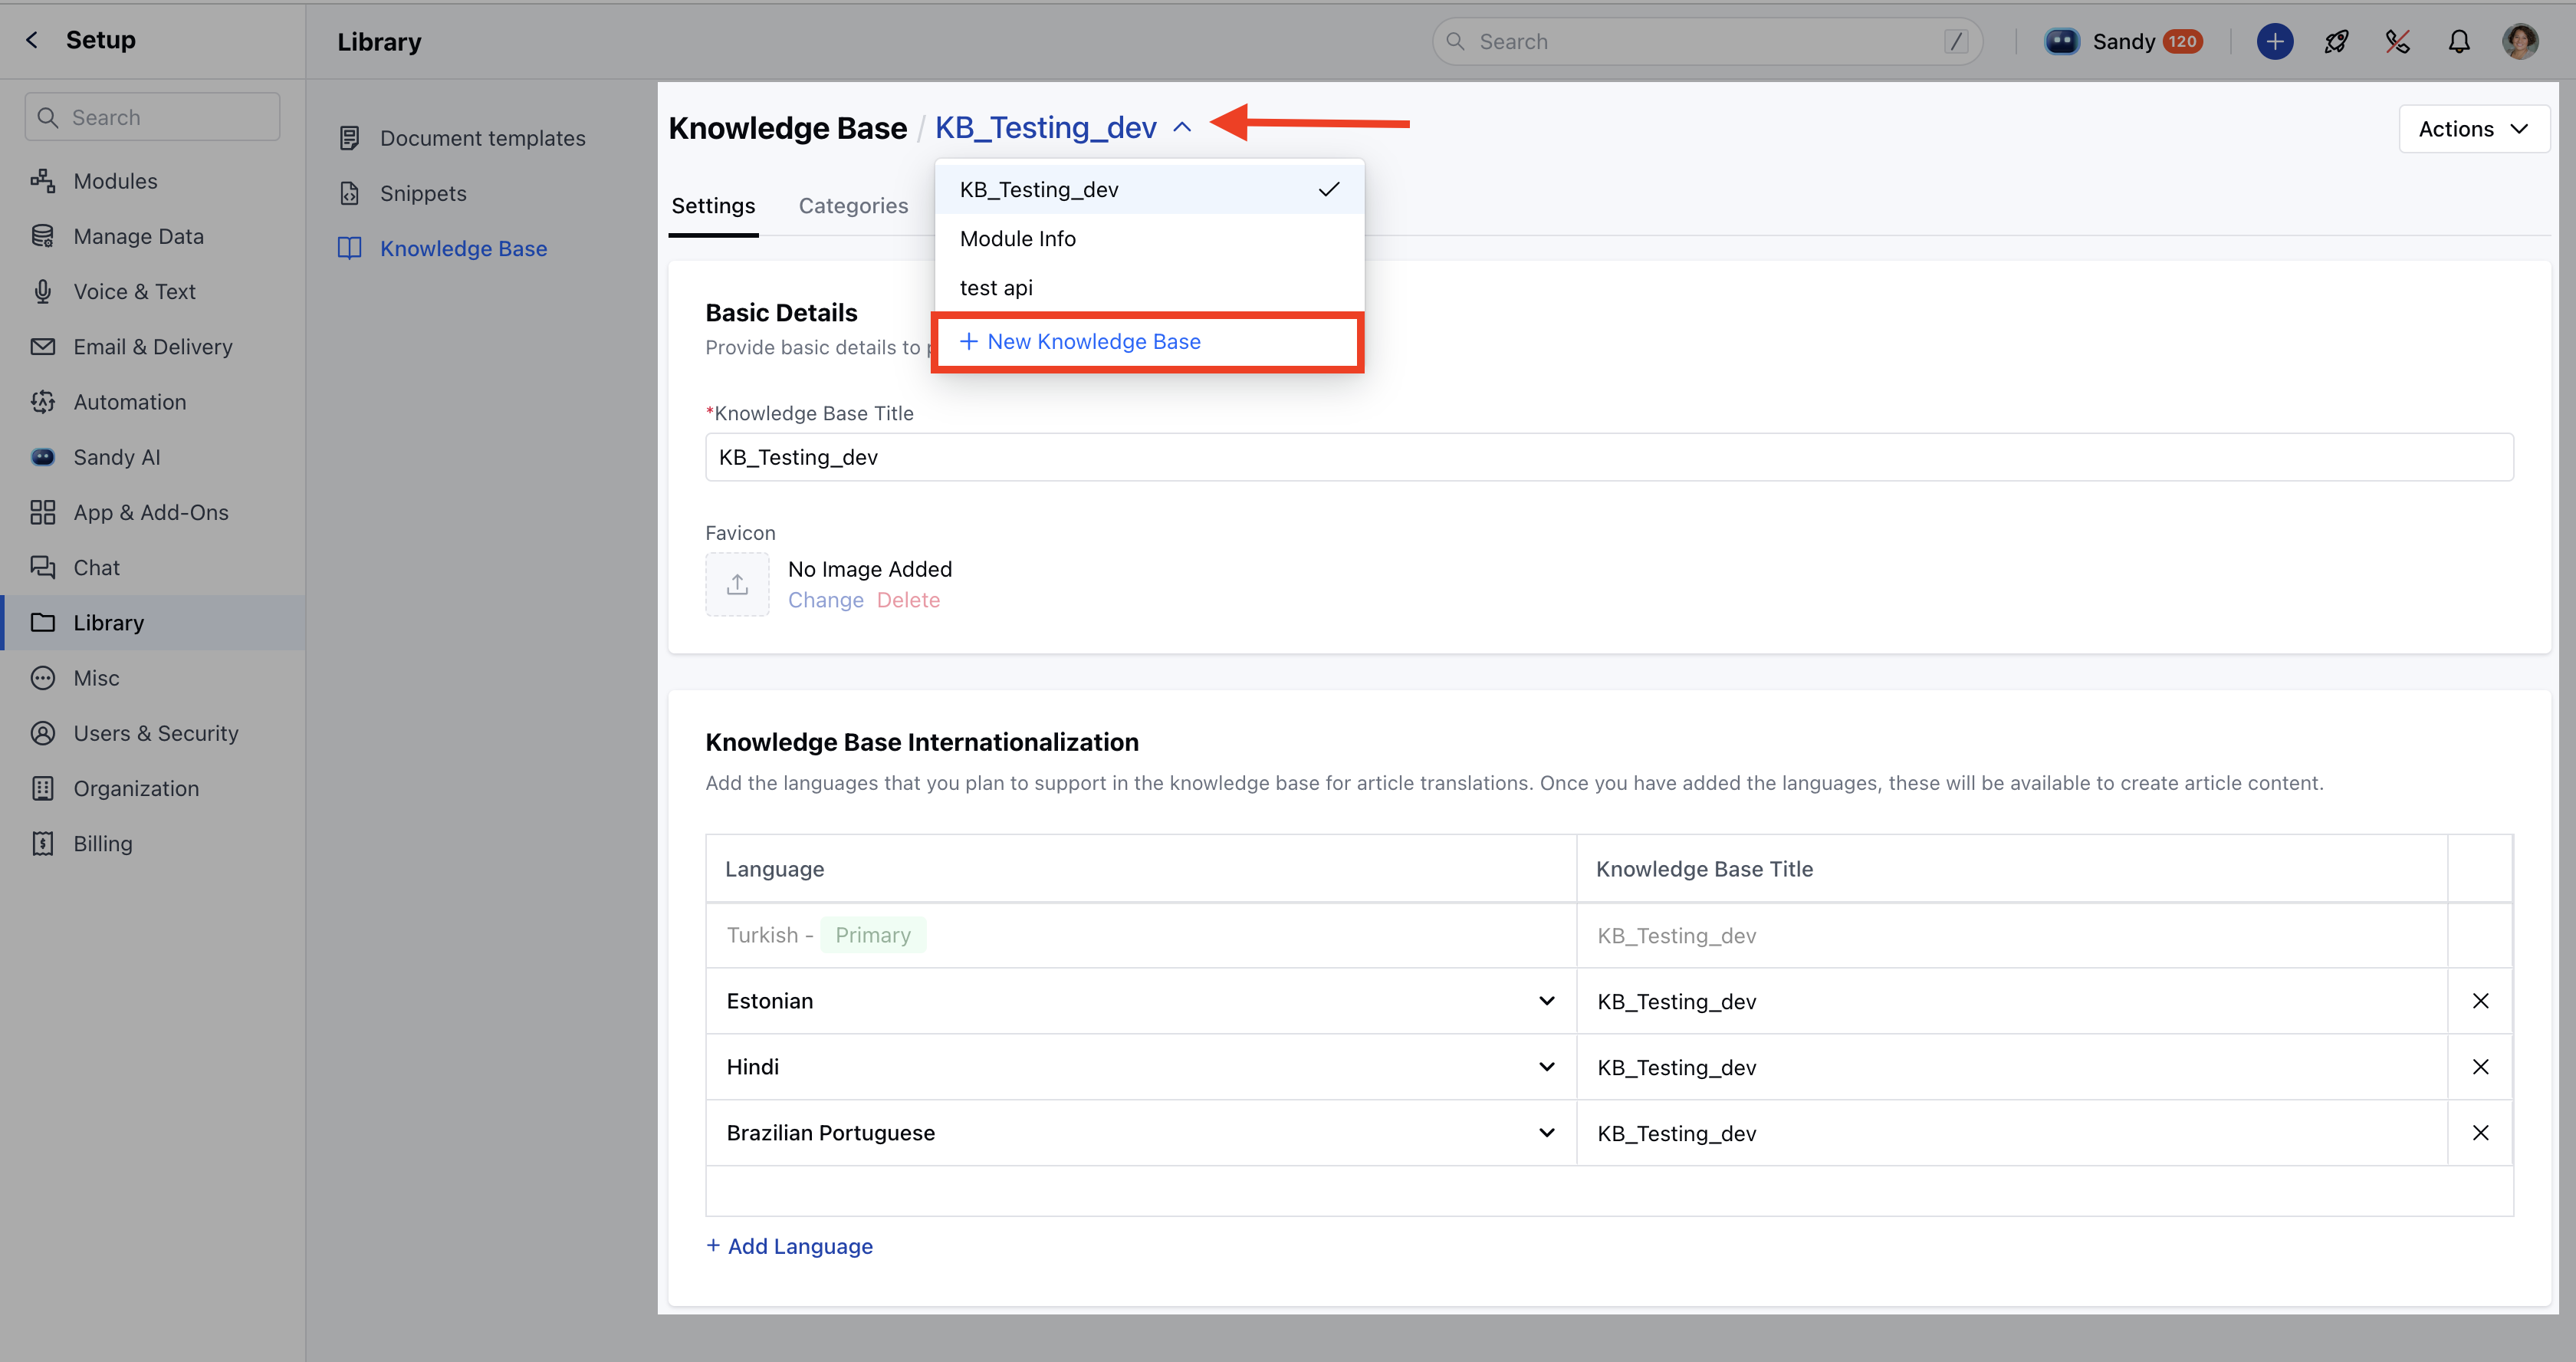 Setup
Library
Search
/
Sandy 120
Search
Modules
Manage Data
Voice & Text
Email & Delivery
Automation
Sandy AI
App & Add-Ons
Chat
Library
Misc
Users & Security
Organization
Billing
Document templates
Snippets
Knowledge Base
Knowledge Base / KB_Testing_dev
Actions
KB_Testing_dev
Module Info
test api
+ New Knowledge Base
Settings
Categories
Basic Details
Provide basic details to
*Knowledge Base Title
KB_Testing_dev
Favicon
No Image Added
Change Delete
Knowledge Base Internationalization
Add the languages that you plan to support in the knowledge base for article translations. Once you have added the languages, these will be available to create article content.
Language
Knowledge Base Title
Turkish - Primary
KB_Testing_dev
Estonian
KB_Testing_dev
Hindi
KB_Testing_dev
Brazilian Portuguese
KB_Testing_dev
+ Add Language